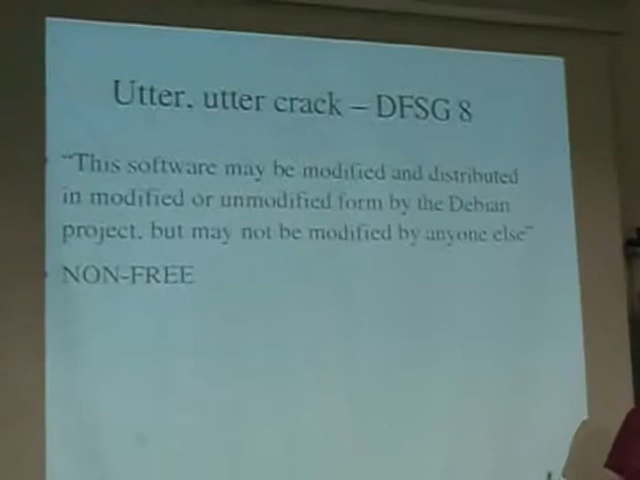 Utter, utter crack – DFSG 8
"This software may be modified and distributed
in modified or unmodified form by the Debian
project, but may not be modified by anyone else"
NON-FREE